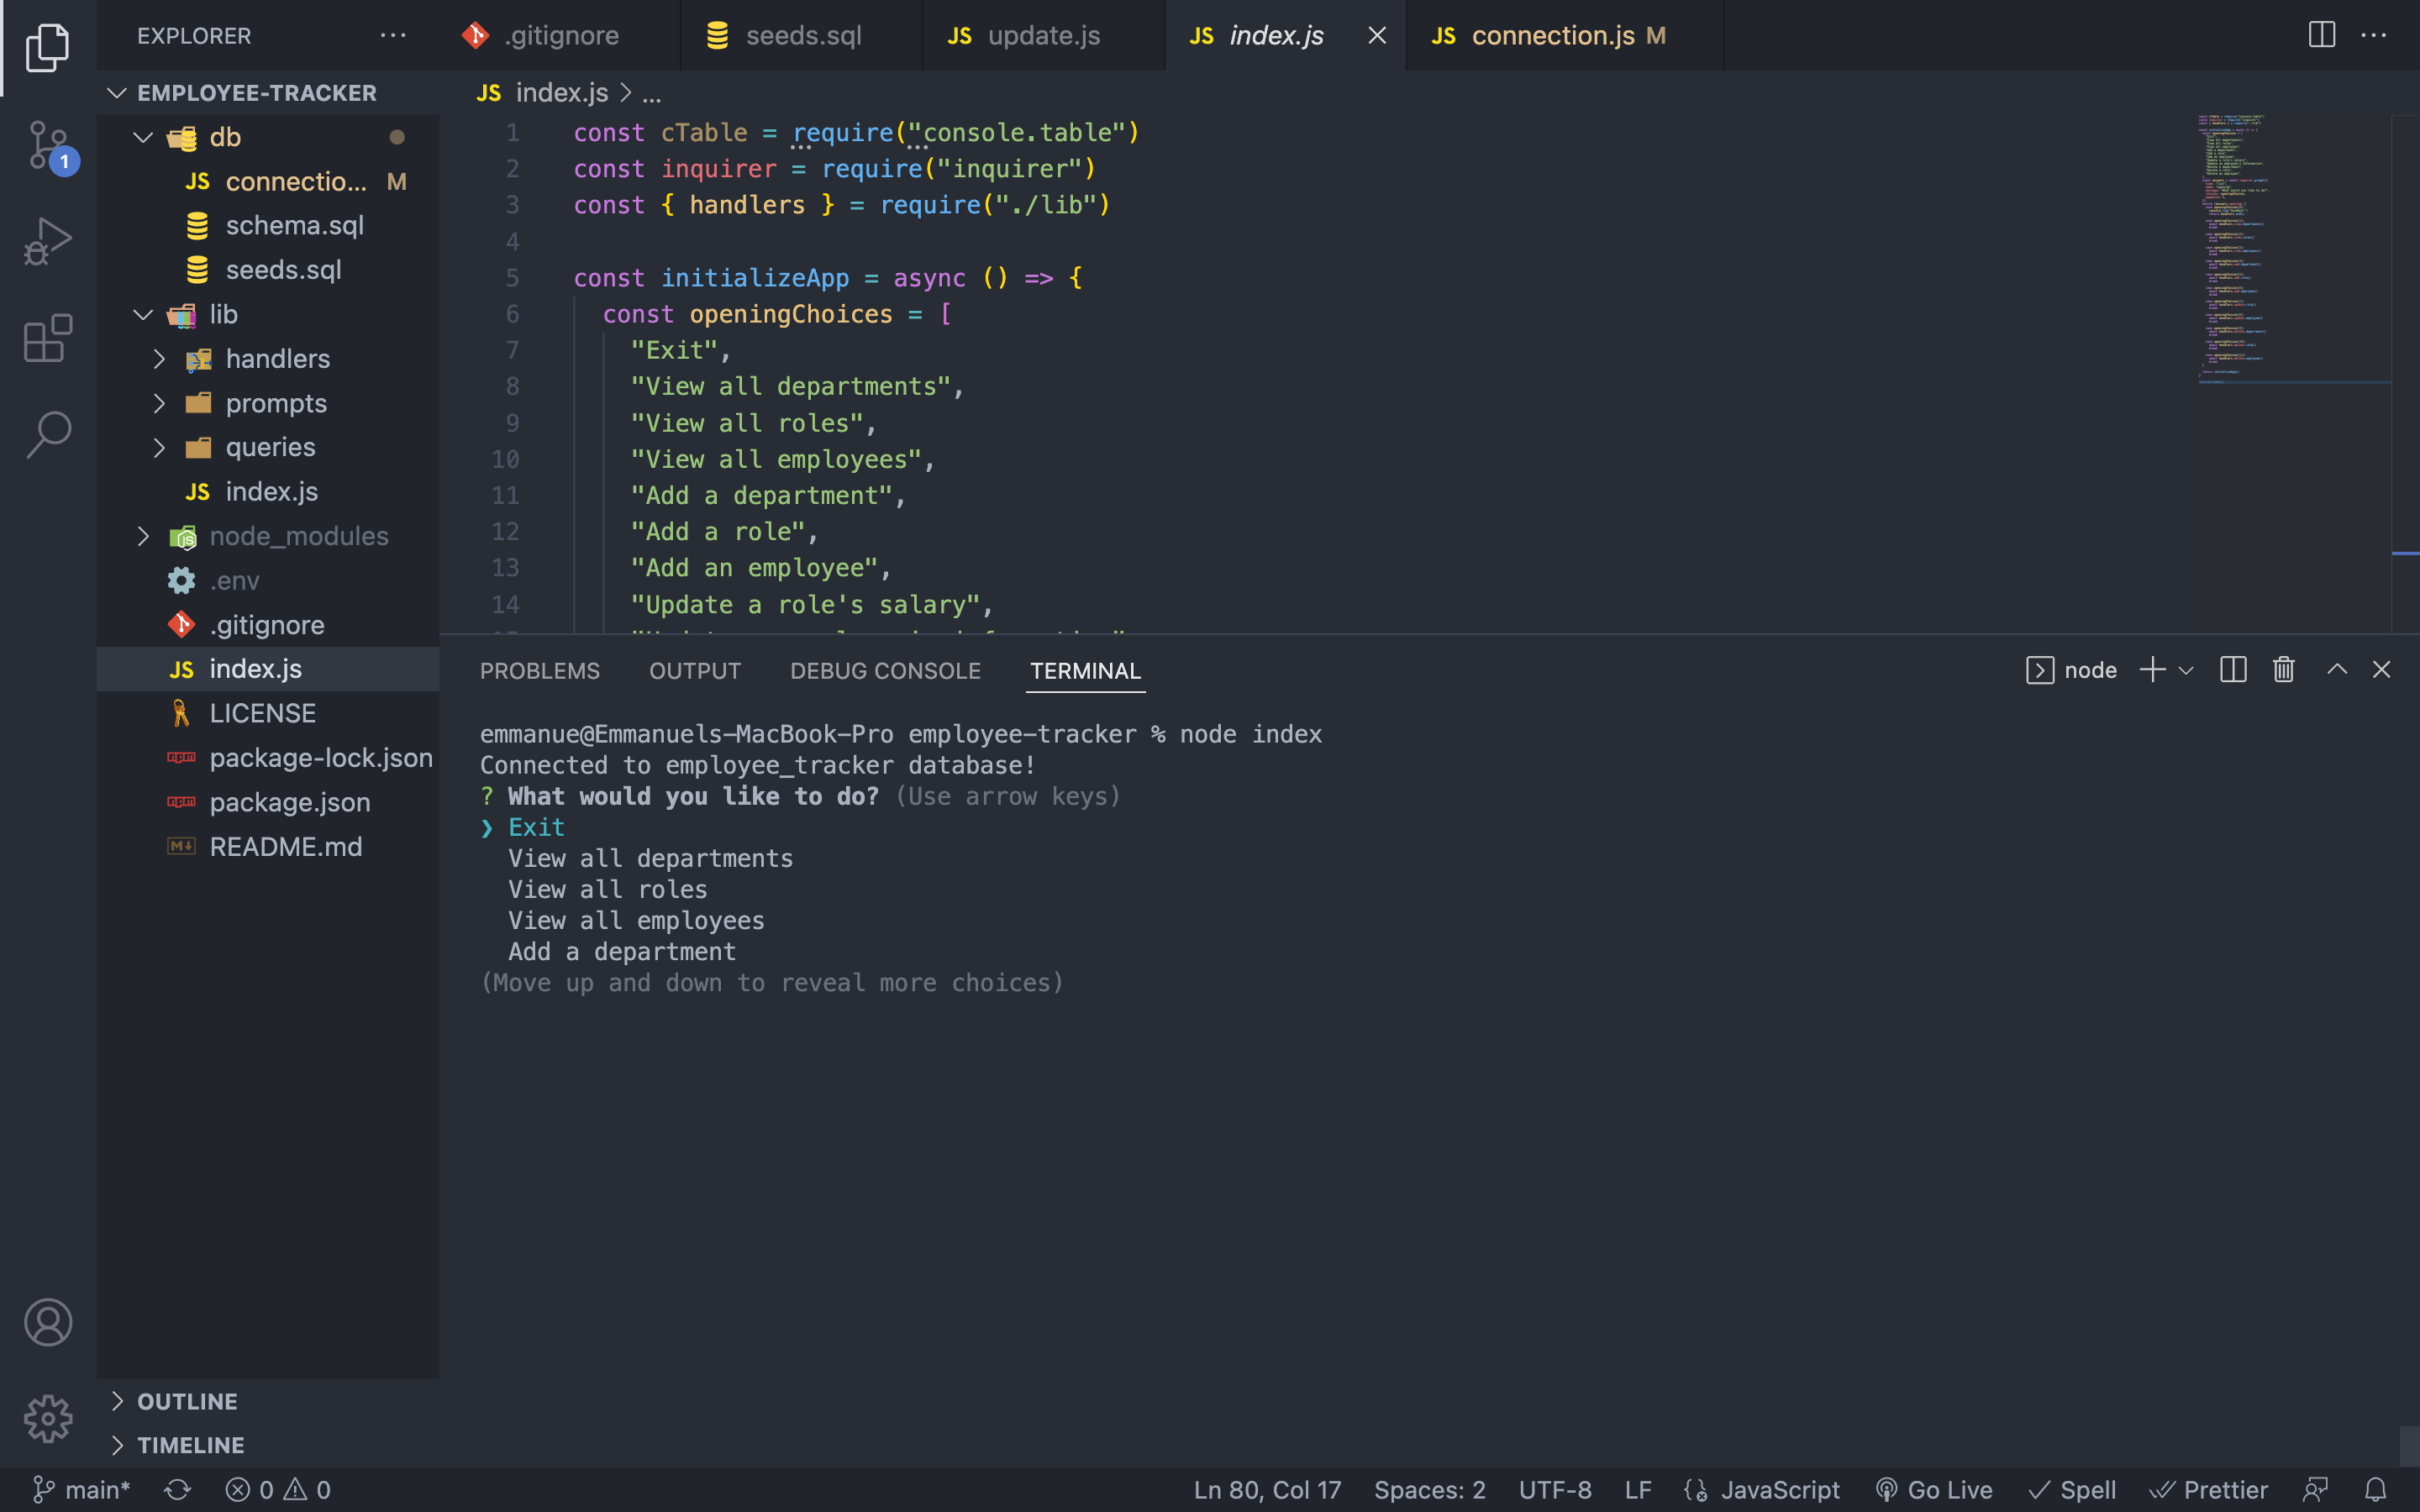 EXPLORER
.gitignore
seeds.sql
JS update.js
JS index.js
JS connection.js M
EMPLOYEE-TRACKER
JS index.js > ...
db
JS connectio... M
schema.sql
seeds.sql
lib
handlers
prompts
queries
JS index.js
node_modules
.env
.gitignore
JS index.js
LICENSE
package-lock.json
package.json
README.md
1
1 const cTable = require("console.table")
2 const inquirer = require("inquirer")
3 const { handlers } = require("./lib")
4
5 const initializeApp = async () => {
6 const openingChoices = [
7 "Exit",
8 "View all departments",
9 "View all roles",
10 "View all employees",
11 "Add a department",
12 "Add a role",
13 "Add an employee",
14 "Update a role's salary",
PROBLEMS OUTPUT DEBUG CONSOLE TERMINAL
node
emmanue@Emmanuels-MacBook-Pro employee-tracker % node index
Connected to employee_tracker database!
? What would you like to do? (Use arrow keys)
❯ Exit
View all departments
View all roles
View all employees
Add a department
(Move up and down to reveal more choices)
OUTLINE
TIMELINE
main* 0 0
Ln 80, Col 17 Spaces: 2 UTF-8 LF JavaScript Go Live Spell Prettier